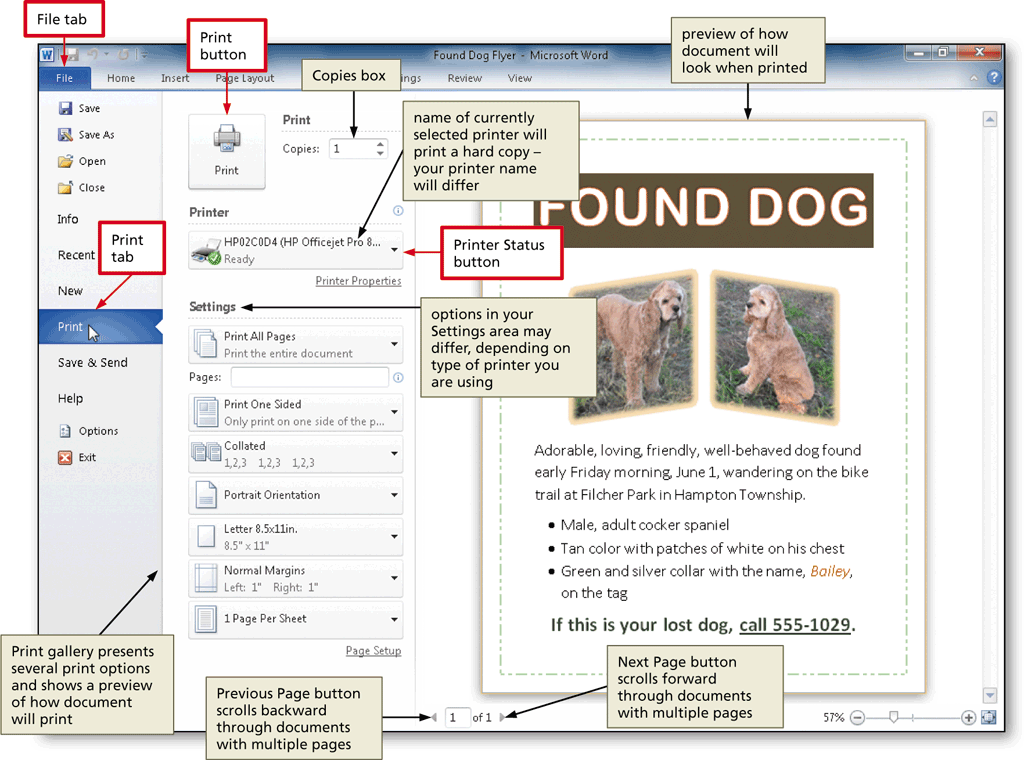 File tab
Print
button
Copies box
preview of how
document will
look when printed
Found Dog Flyer - Microsoft Word
File
Home
Insert
Page Layout
Review
View
Save
Save As
Open
Close
Info
Recent
New
Print
Save & Send
Help
Options
Exit
Print
tab
Print
Print
Copies:
1
name of currently
selected printer will
print a hard copy –
your printer name
will differ
Printer
HP02C0D4 (HP Officejet Pro 8...
Ready
Printer Properties
Printer Status
button
Settings
options in your
Settings area may
differ, depending on
type of printer you
are using
Print All Pages
Print the entire document
Pages:
Print One Sided
Only print on one side of the p...
Collated
1,2,3 1,2,3 1,2,3
Portrait Orientation
Letter 8.5x11in.
8.5" x 11"
Normal Margins
Left: 1" Right: 1"
1 Page Per Sheet
Page Setup
FOUND DOG
Adorable, loving, friendly, well-behaved dog found
early Friday morning, June 1, wandering on the bike
trail at Filcher Park in Hampton Township.
• Male, adult cocker spaniel
• Tan color with patches of white on his chest
• Green and silver collar with the name, Bailey,
on the tag
If this is your lost dog, call 555-1029.
Print gallery presents
several print options
and shows a preview
of how document
will print
Previous Page button
scrolls backward
through documents
with multiple pages
1 of 1
Next Page button
scrolls forward
through documents
with multiple pages
57%